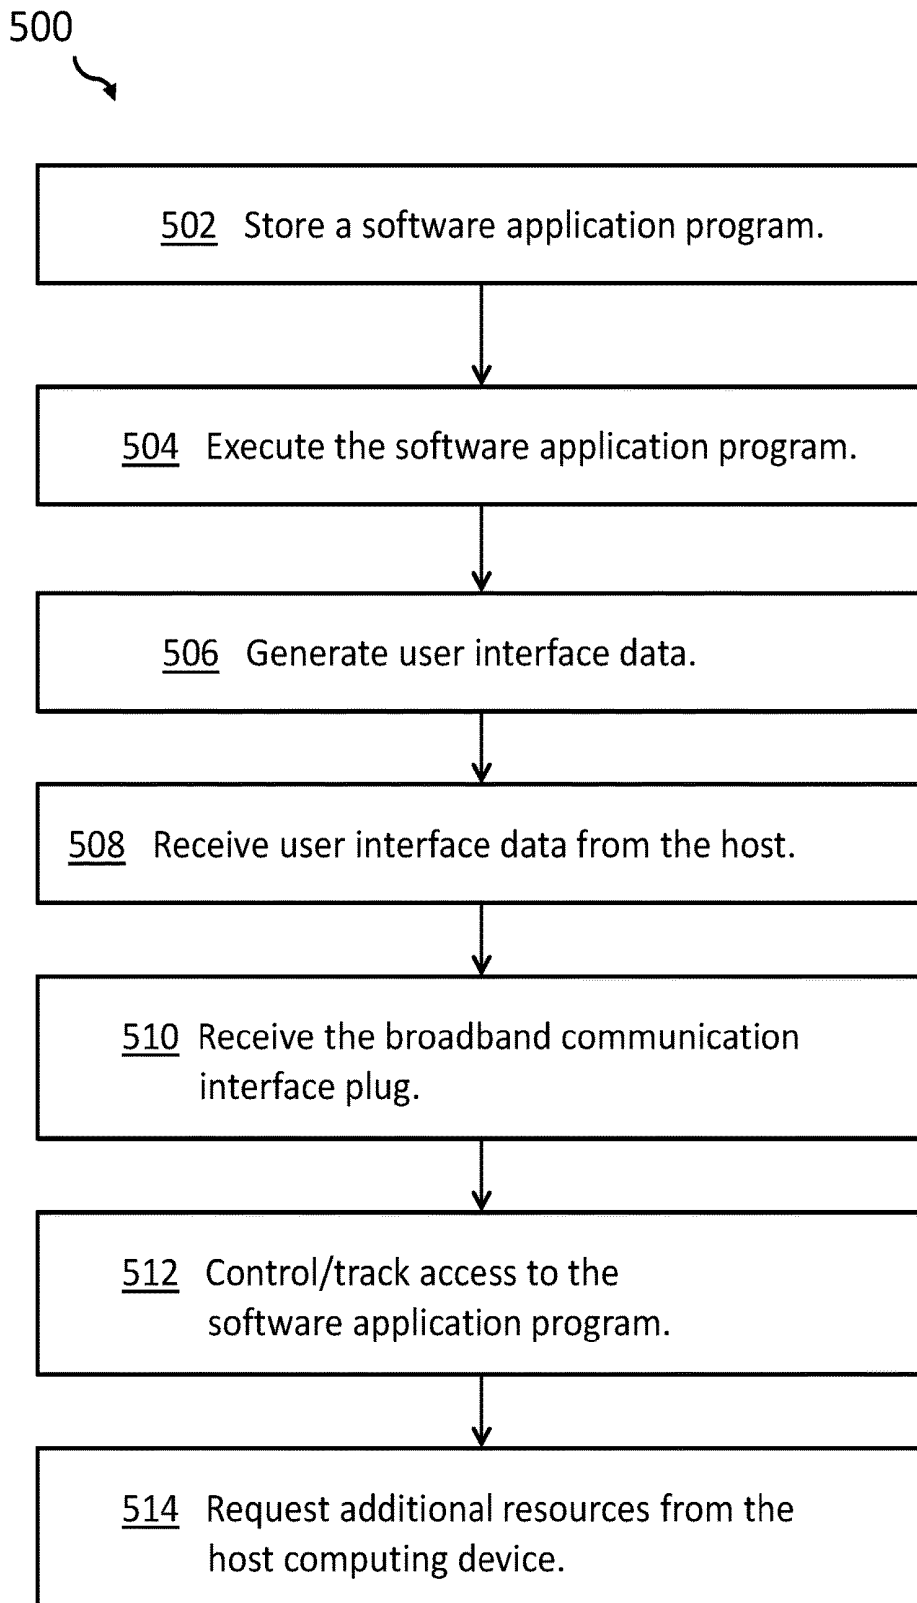 500
502 Store a software application program.
504 Execute the software application program.
506 Generate user interface data.
508 Receive user interface data from the host.
510 Receive the broadband communication
interface plug.
512 Control/track access to the
software application program.
514 Request additional resources from the
host computing device.